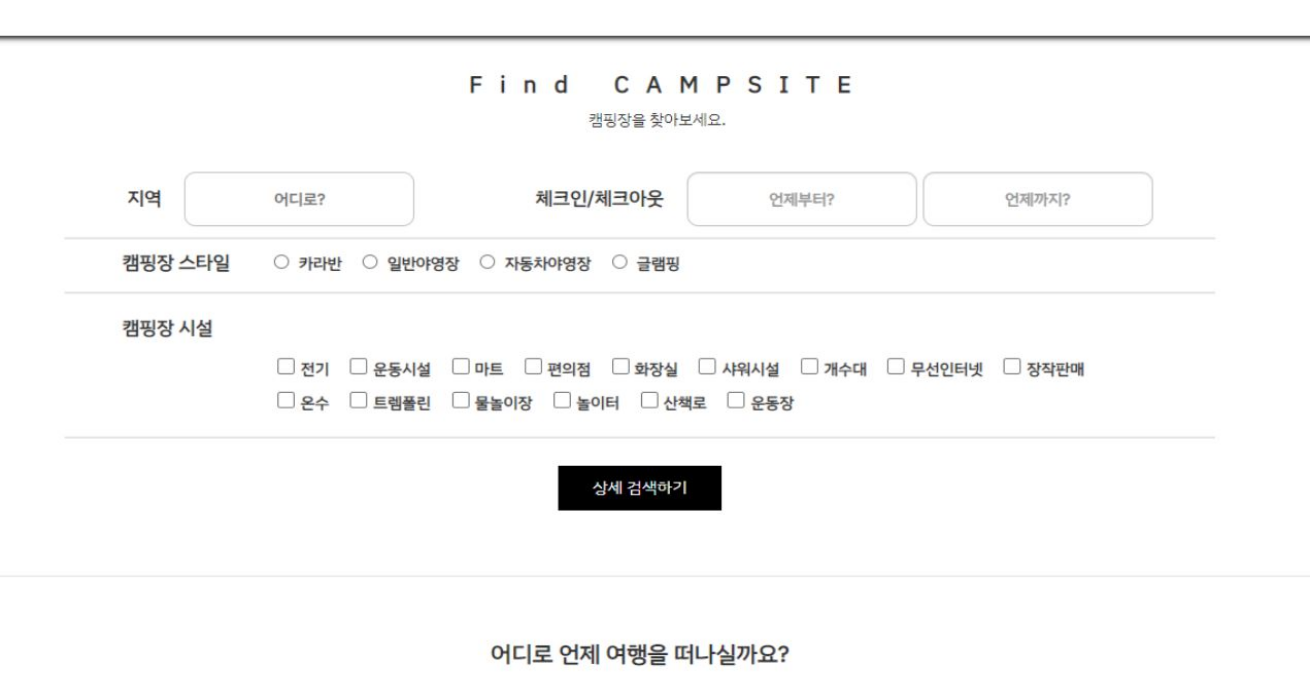 Find CAMPSITE
캠핑장을 찾아보세요.
지역 어디로? 체크인/체크아웃 언제부터? 언제까지?
캠핑장 스타일 카라반 일반야영장 자동차야영장 글램핑
캠핑장 시설
전기 운동시설 마트 편의점 화장실 샤워시설 개수대 무선인터넷 장작판매
온수 트렘폴린 물놀이장 놀이터 산책로 운동장
상세 검색하기
어디로 언제 여행을 떠나실까요?